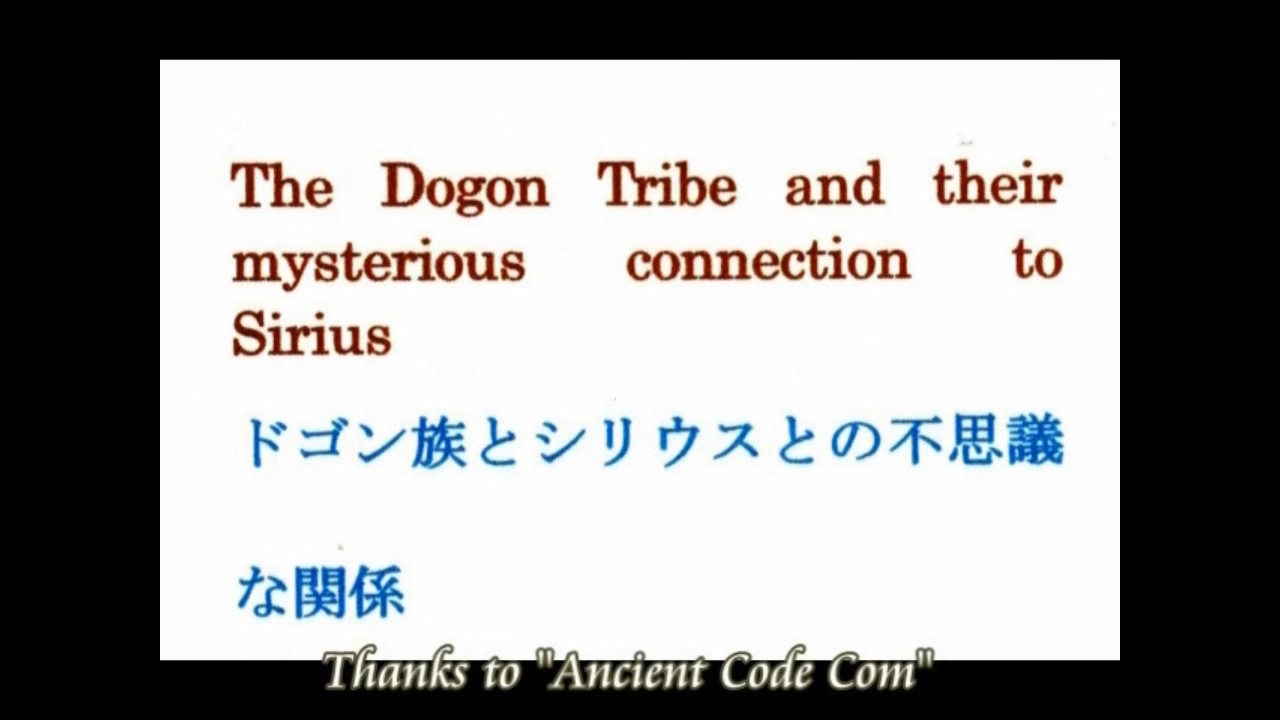 The Dogon Tribe and their
mysterious connection to
Sirius
ドゴン族とシリウスとの不思議
な関係
Thanks to "Ancient Code Com"